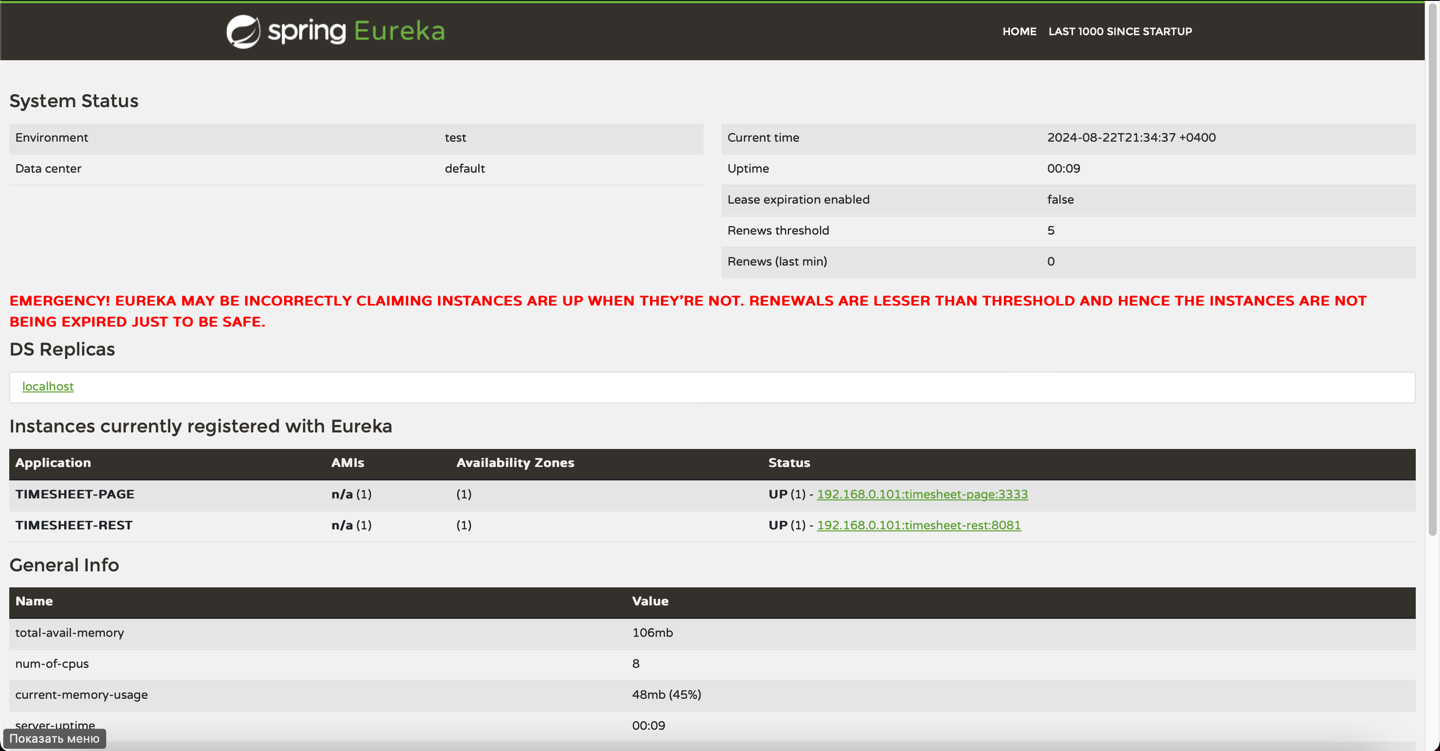 spring Eureka
HOME LAST 1000 SINCE STARTUP
System Status
Environment test
Data center default
Current time 2024-08-22T21:34:37 +0400
Uptime 00:09
Lease expiration enabled false
Renews threshold 5
Renews (last min) 0
EMERGENCY! EUREKA MAY BE INCORRECTLY CLAIMING INSTANCES ARE UP WHEN THEY'RE NOT. RENEWALS ARE LESSER THAN THRESHOLD AND HENCE THE INSTANCES ARE NOT
BEING EXPIRED JUST TO BE SAFE.
DS Replicas
localhost
Instances currently registered with Eureka
Application AMIs Availability Zones Status
TIMESHEET-PAGE n/a (1) (1) UP (1) - 192.168.0.101:timesheet-page:3333
TIMESHEET-REST n/a (1) (1) UP (1) - 192.168.0.101:timesheet-rest:8081
General Info
Name Value
total-avail-memory 106mb
num-of-cpus 8
current-memory-usage 48mb (45%)
server-uptime 00:09
Показать меню